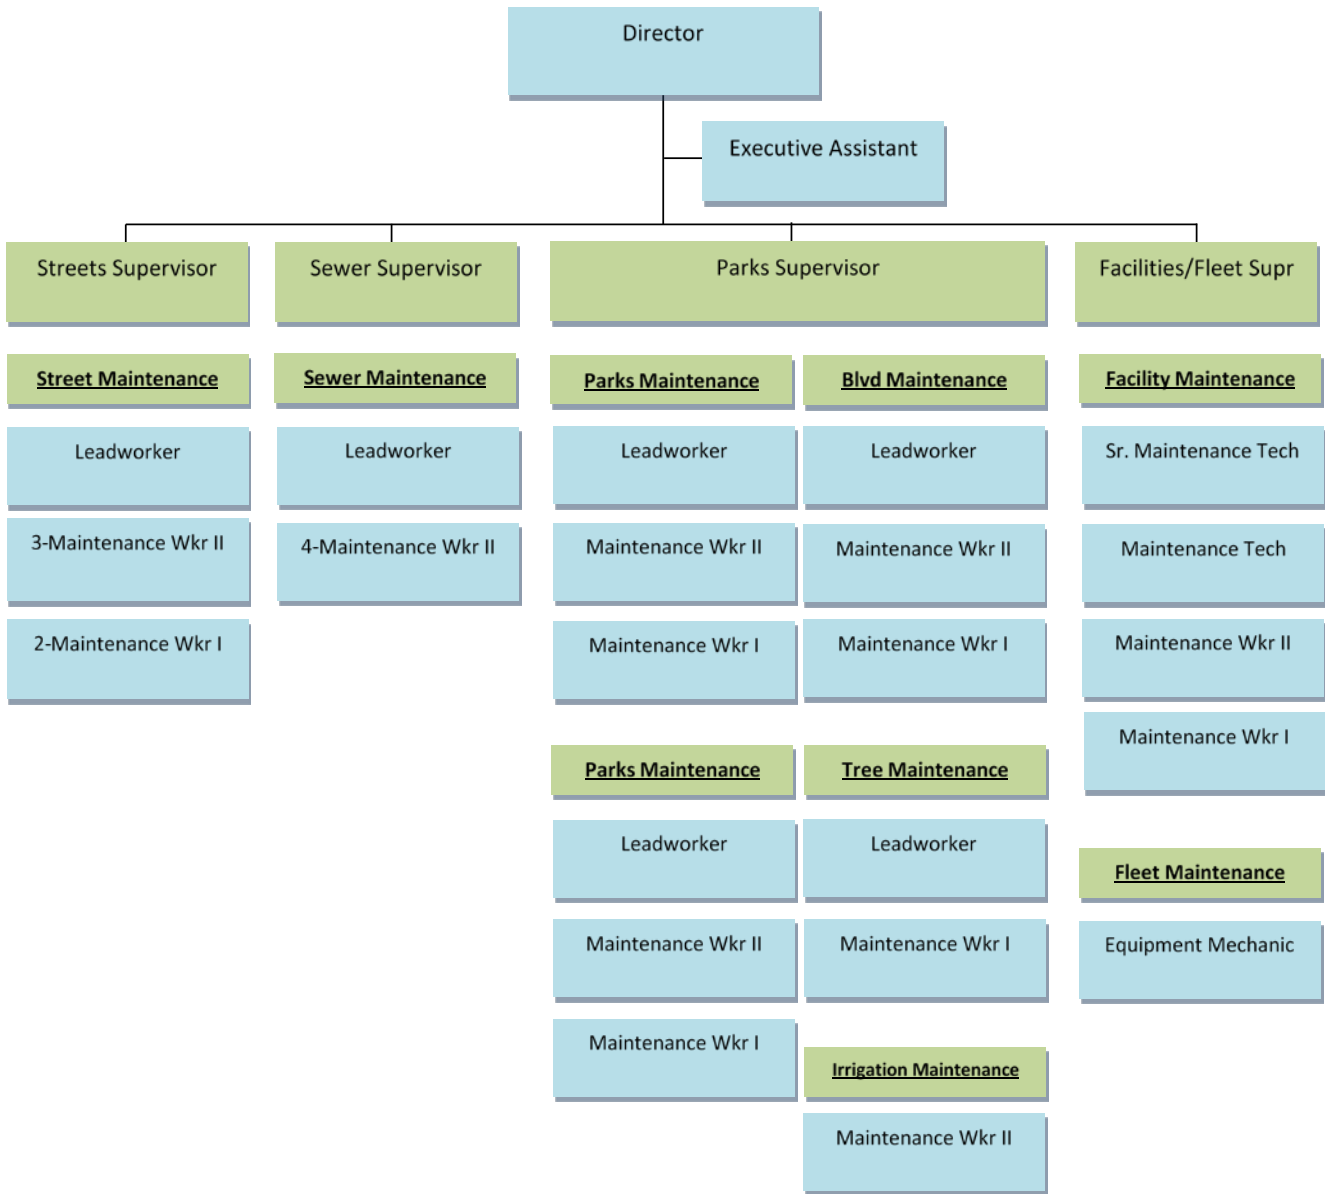 Director
Executive Assistant
Streets Supervisor
Sewer Supervisor
Parks Supervisor
Facilities/Fleet Supr
Street Maintenance
Leadworker
3-Maintenance Wkr II
2-Maintenance Wkr I
Sewer Maintenance
Leadworker
4-Maintenance Wkr II
Parks Maintenance
Leadworker
Maintenance Wkr II
Maintenance Wkr I
Parks Maintenance
Leadworker
Maintenance Wkr II
Maintenance Wkr I
Blvd Maintenance
Leadworker
Maintenance Wkr II
Maintenance Wkr I
Tree Maintenance
Leadworker
Maintenance Wkr I
Irrigation Maintenance
Maintenance Wkr II
Facility Maintenance
Sr. Maintenance Tech
Maintenance Tech
Maintenance Wkr II
Maintenance Wkr I
Fleet Maintenance
Equipment Mechanic